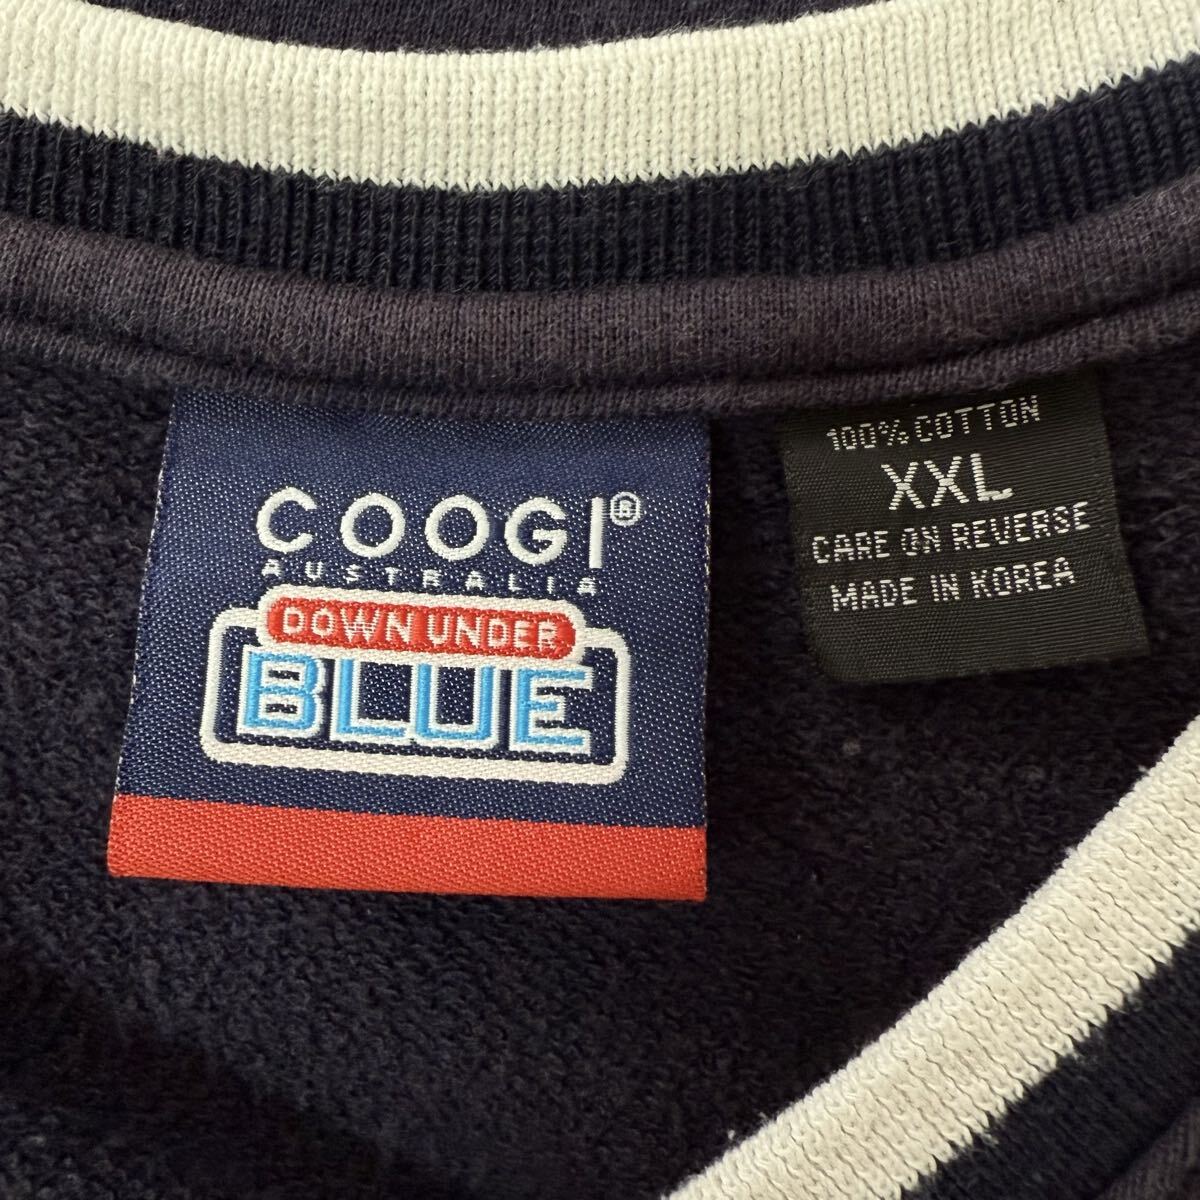 COOGI®
AUSTRALIA
DOWN UNDER
BLUE
100% COTTON
XXL
CARE ON REVERSE
MADE IN KOREA